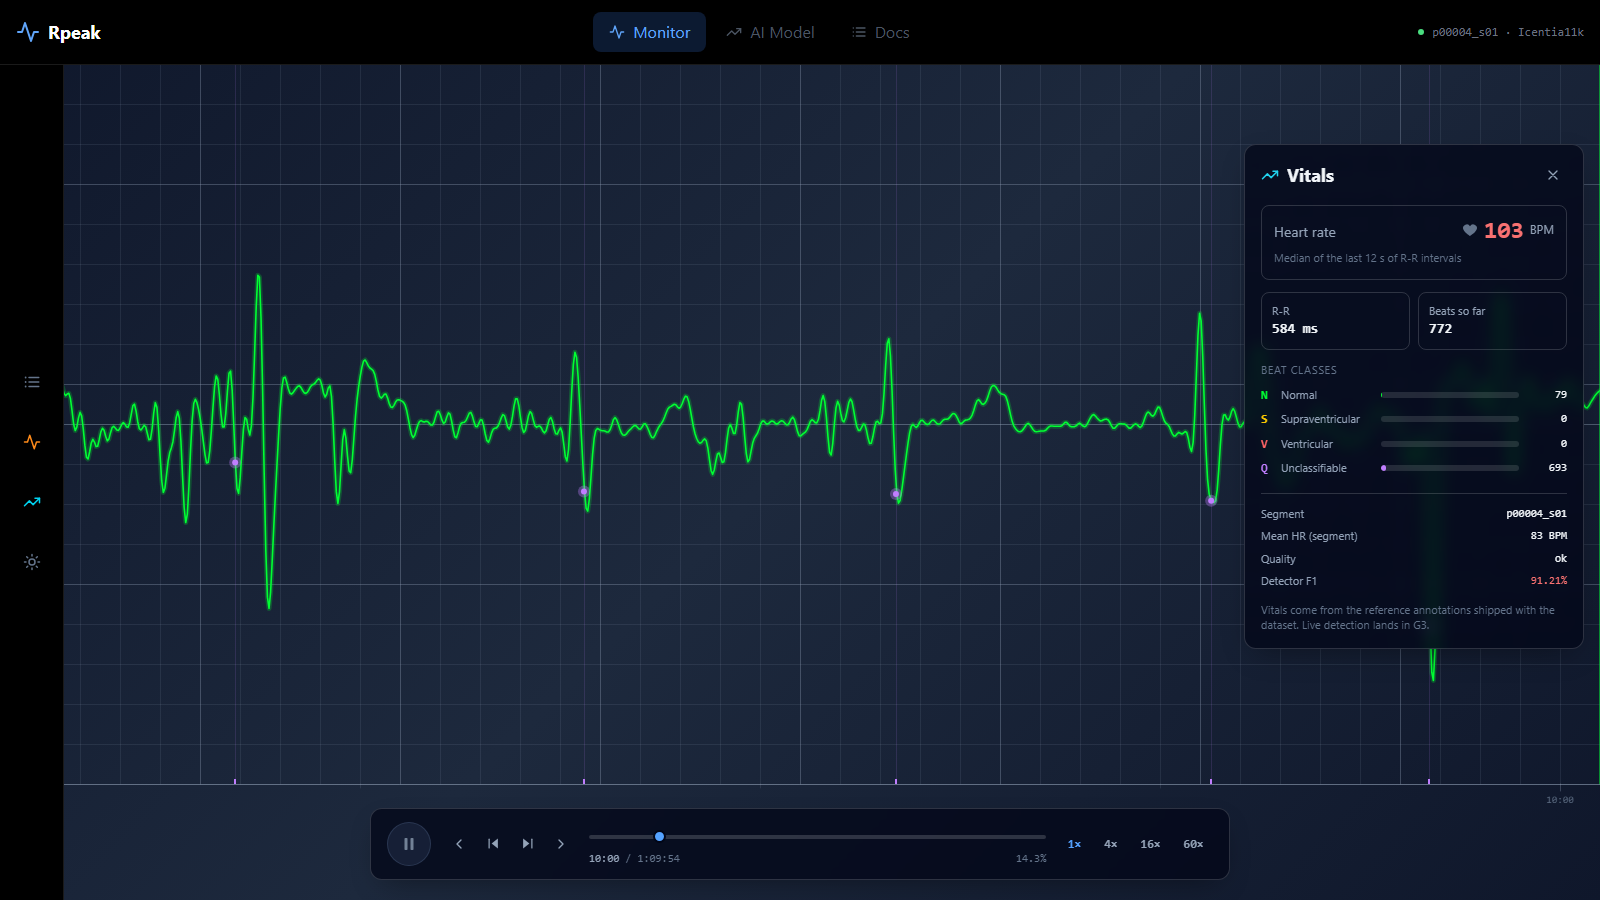 Rpeak
Monitor
AI Model
Docs
p00004_s01 · Icentia11k
Vitals
Heart rate
103 BPM
Median of the last 12 s of R-R intervals
R-R
584 ms
Beats so far
772
BEAT CLASSES
N Normal 79
S Supraventricular 0
V Ventricular 0
Q Unclassifiable 693
Segment p00004_s01
Mean HR (segment) 83 BPM
Quality ok
Detector F1 91.21%
Vitals come from the reference annotations shipped with the
dataset. Live detection lands in G3.
10:00
10:00 / 1:09:54
14.3%
1× 4× 16× 60×